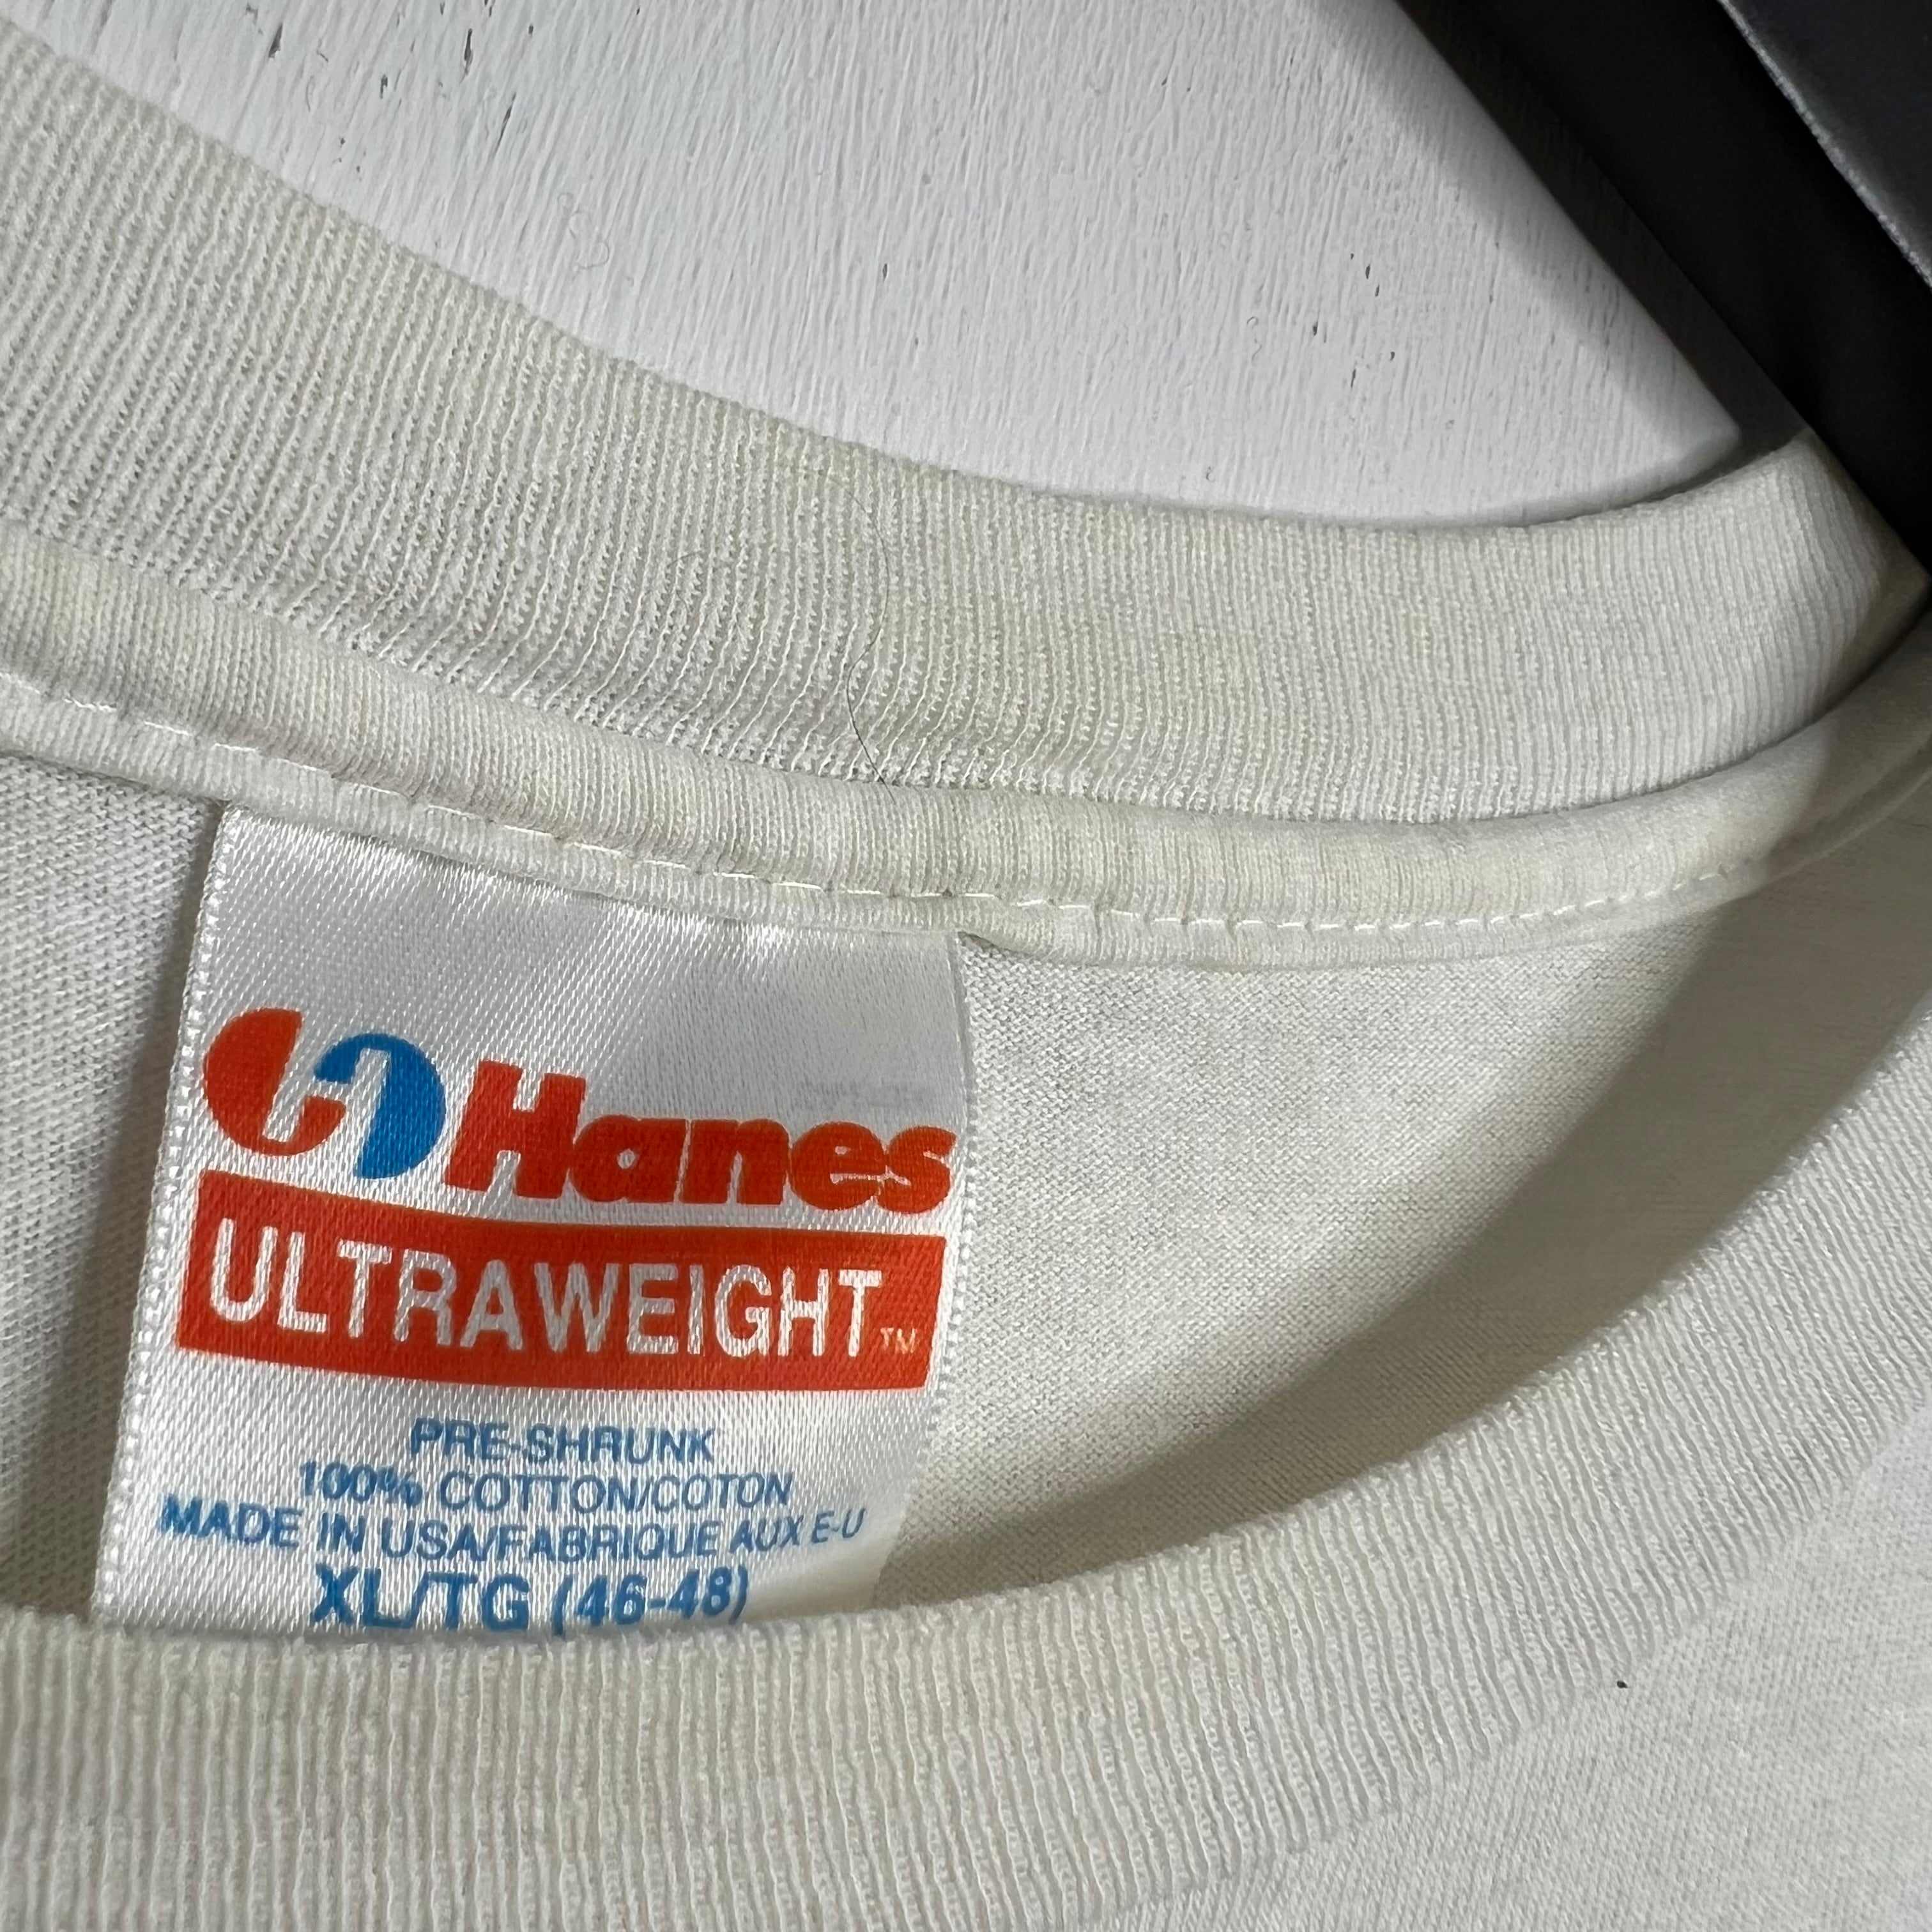 Hanes
ULTRAWEIGHT™
PRE-SHRUNK
100% COTTON/COTON
MADE IN USA/FABRIQUE AUX E-U
XL/TG (46-48)